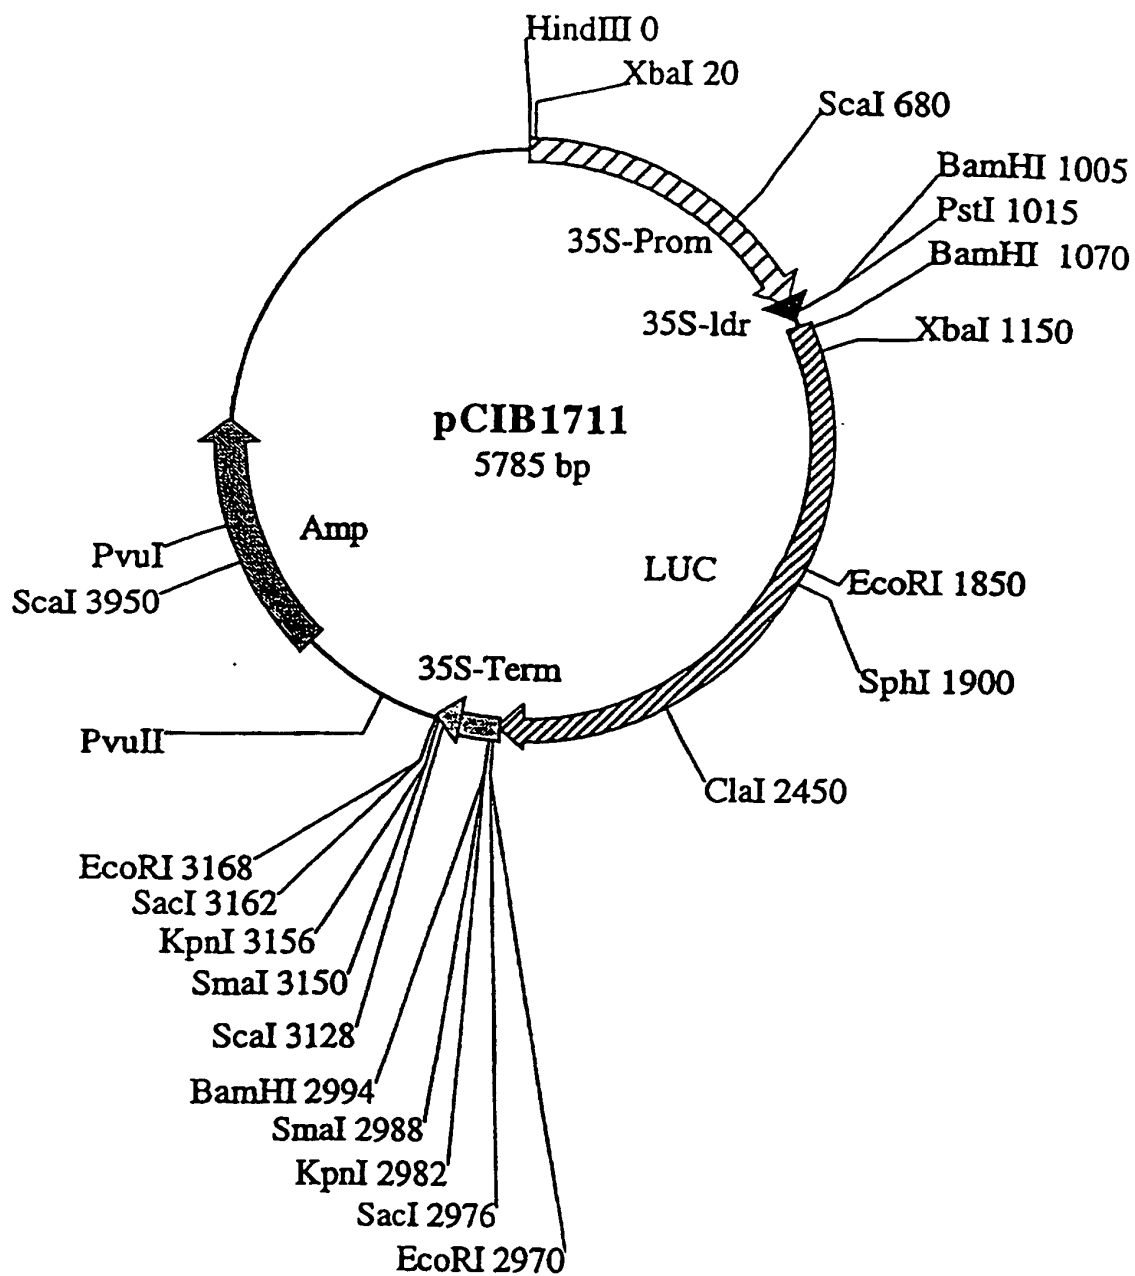 HindIII 0
XbaI 20
ScaI 680
BamHI 1005
PstI 1015
BamHI 1070
35S-Prom
35S-ldr
XbaI 1150
pCIB1711
5785 bp
Amp
PvuI
LUC
EcoRI 1850
ScaI 3950
35S-Term
SphI 1900
PvuII
ClaI 2450
EcoRI 3168
SacI 3162
KpnI 3156
SmaI 3150
ScaI 3128
BamHI 2994
SmaI 2988
KpnI 2982
SacI 2976
EcoRI 2970